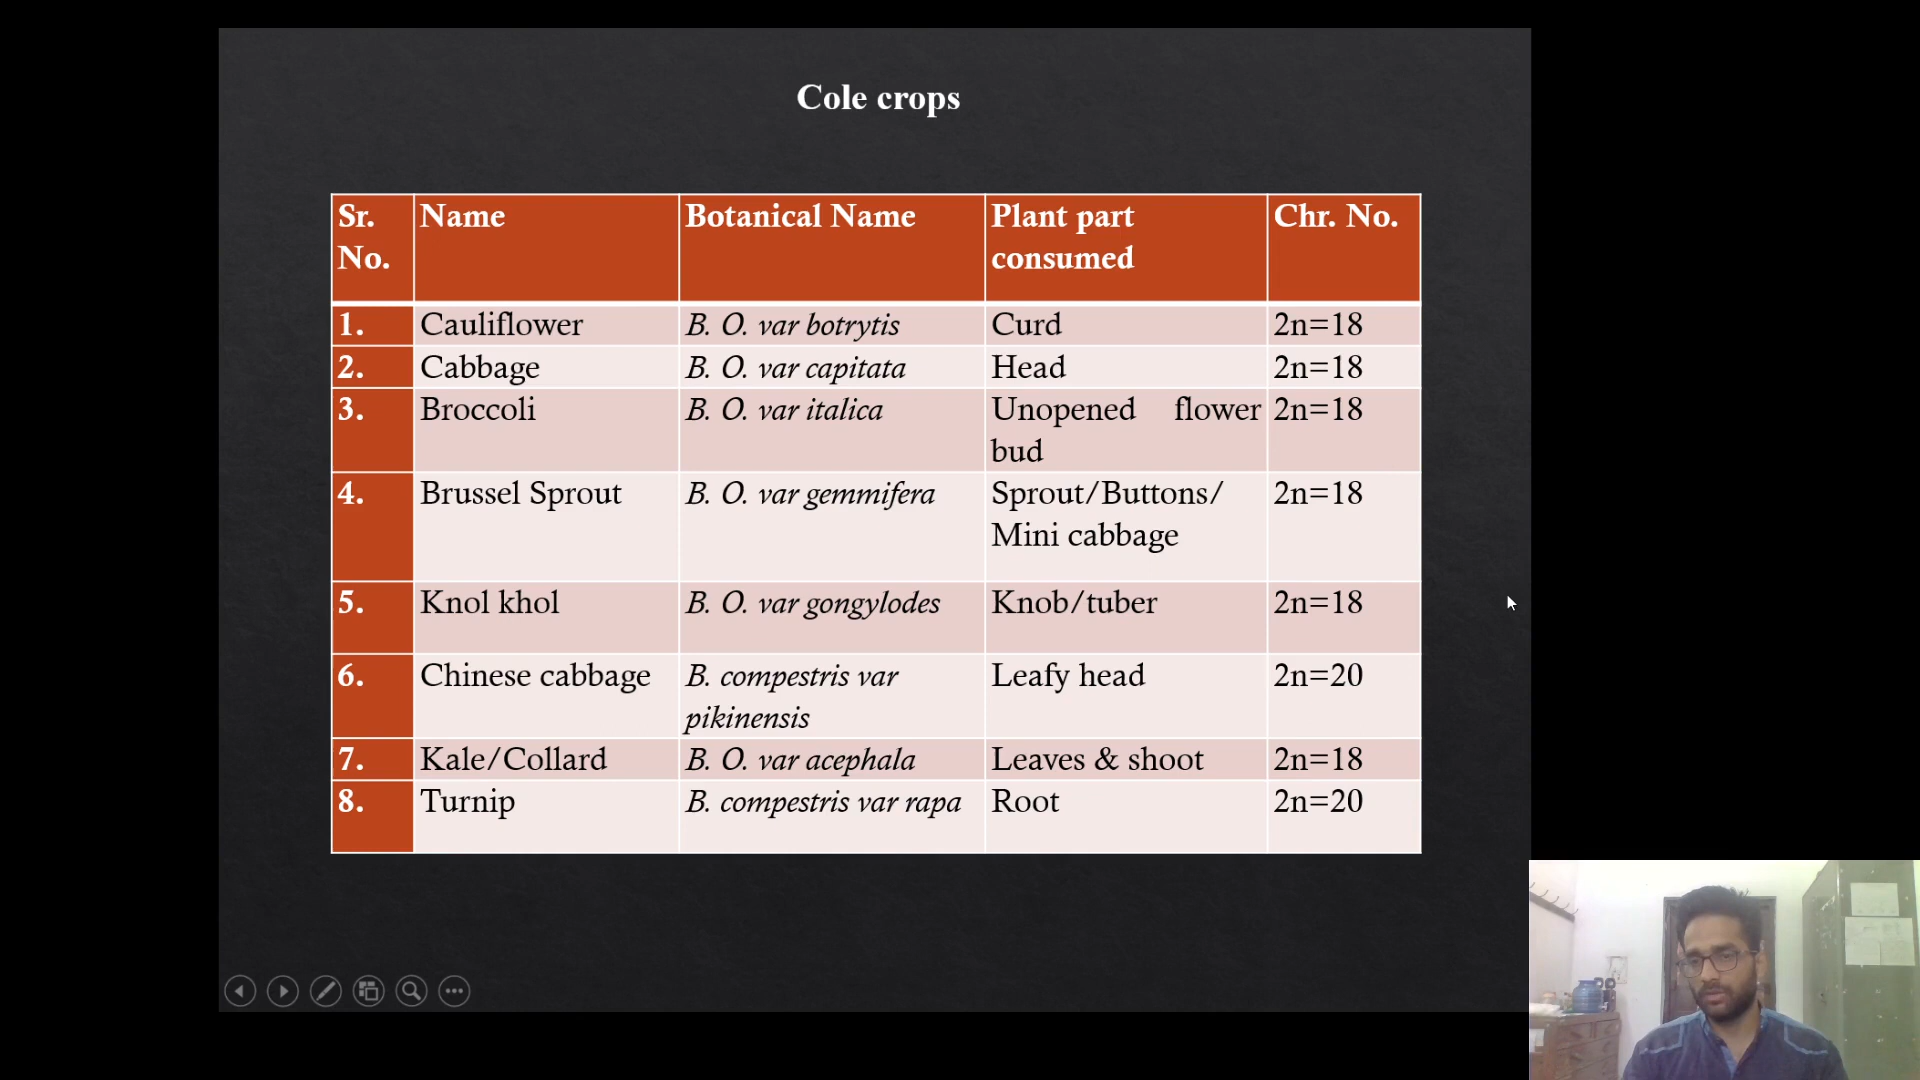 Cole crops
Sr. No. Name Botanical Name Plant part consumed Chr. No.
1. Cauliflower B. O. var botrytis Curd 2n=18
2. Cabbage B. O. var capitata Head 2n=18
3. Broccoli B. O. var italica Unopened flower bud 2n=18
4. Brussel Sprout B. O. var gemmifera Sprout/Buttons/ Mini cabbage 2n=18
5. Knol khol B. O. var gongylodes Knob/tuber 2n=18
6. Chinese cabbage B. compestris var pikinensis Leafy head 2n=20
7. Kale/Collard B. O. var acephala Leaves & shoot 2n=18
8. Turnip B. compestris var rapa Root 2n=20